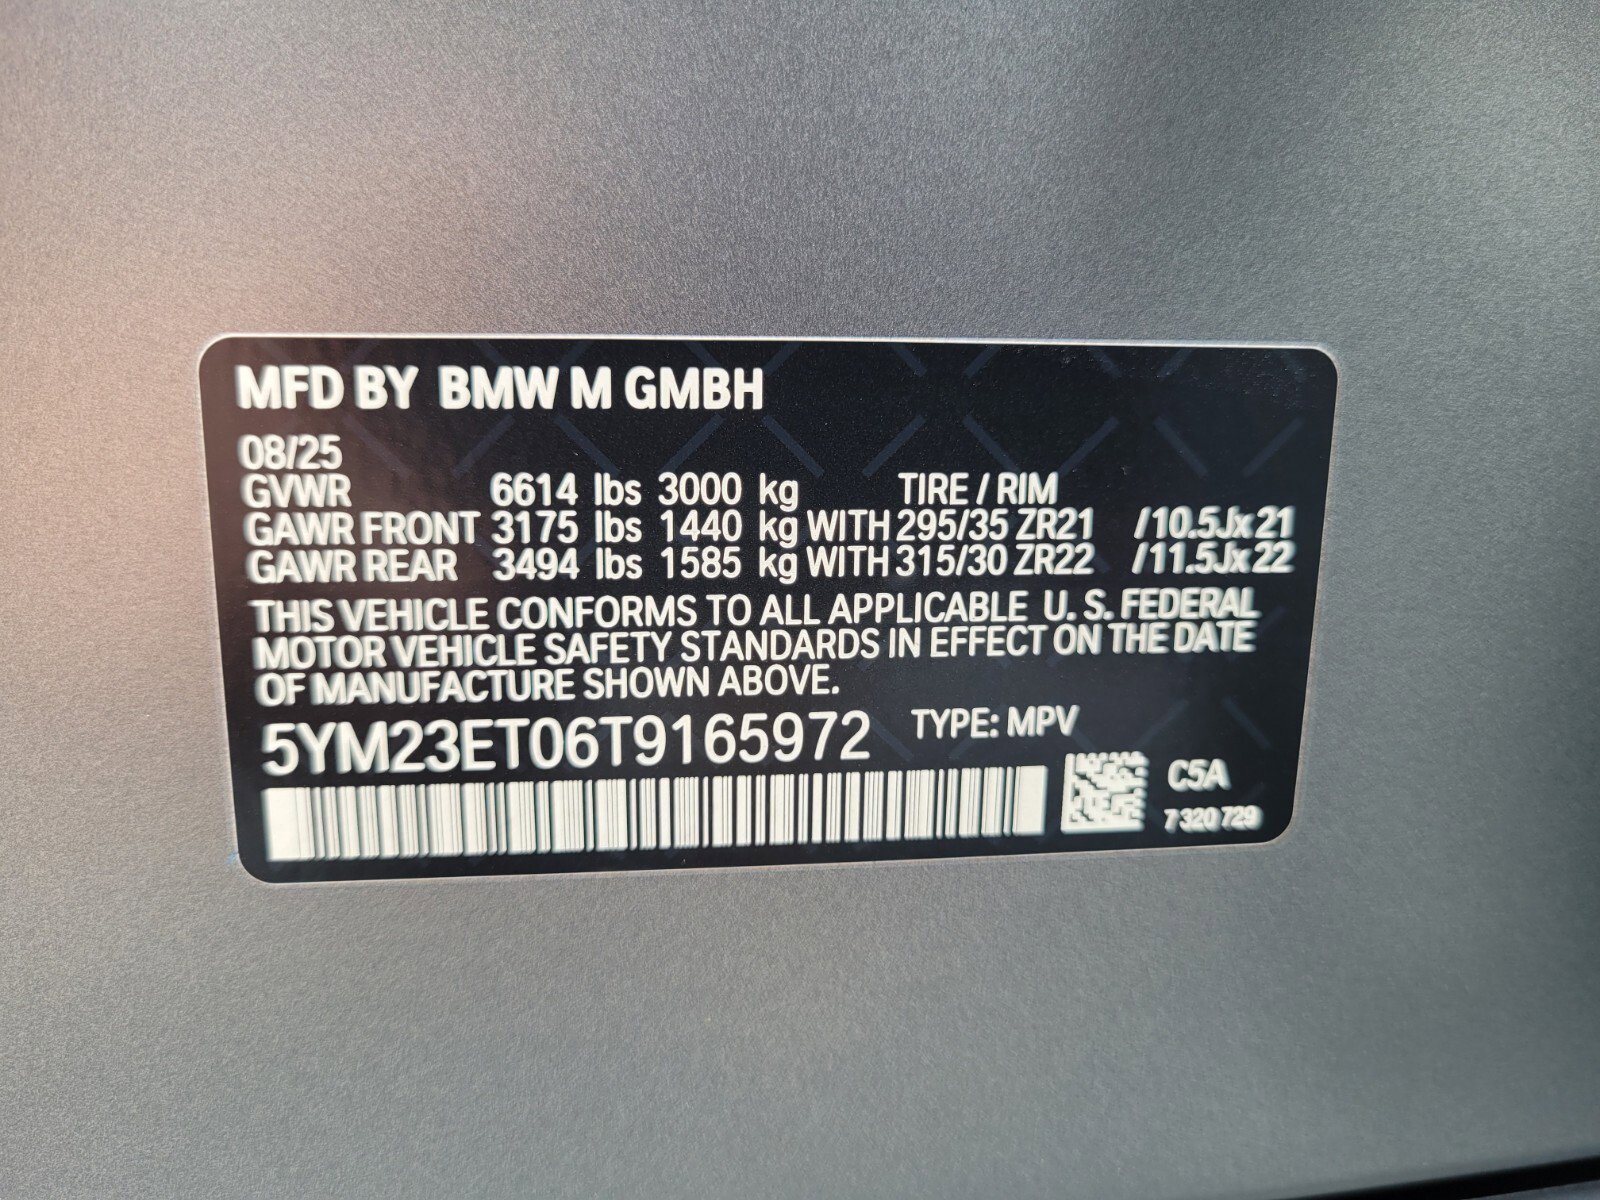 MFD BY BMW M GMBH
08/25
GVWR 6614 lbs 3000 kg TIRE / RIM
GAWR FRONT 3175 lbs 1440 kg WITH 295/35 ZR21 /10.5Jx21
GAWR REAR 3494 lbs 1585 kg WITH 315/30 ZR22 /11.5Jx22
THIS VEHICLE CONFORMS TO ALL APPLICABLE U. S. FEDERAL
MOTOR VEHICLE SAFETY STANDARDS IN EFFECT ON THE DATE
OF MANUFACTURE SHOWN ABOVE.
5YM23ET06T9165972 TYPE: MPV
C5A
7 320 729